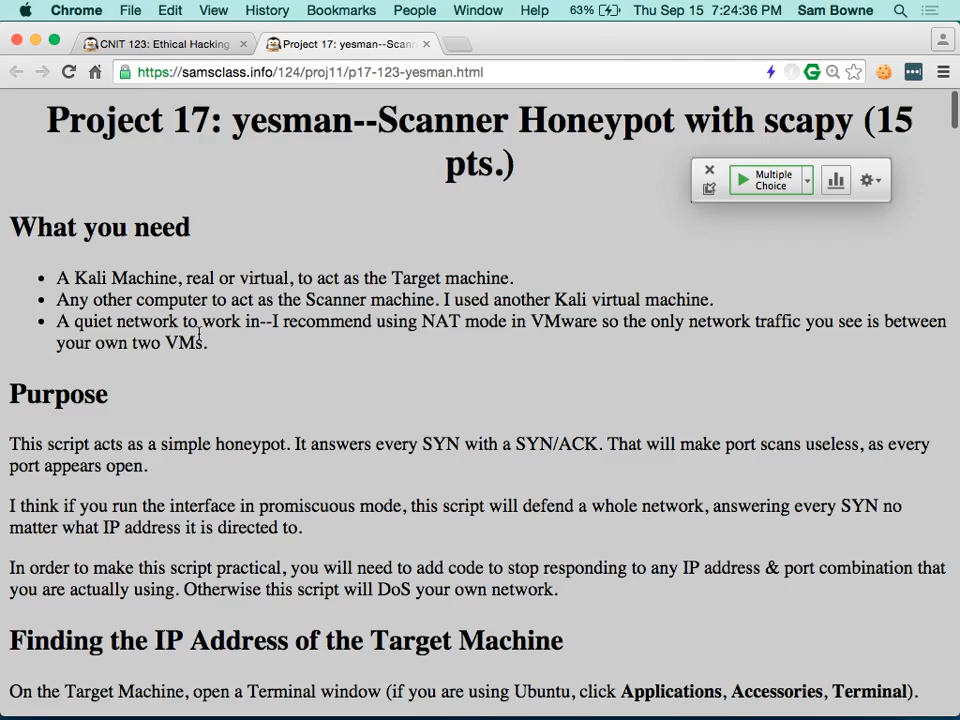 Chrome File Edit View History Bookmarks People Window Help 63% Thu Sep 15 7:24:36 PM Sam Bowne
CNIT 123: Ethical Hacking
Project 17: yesman--Scann
https://samsclass.info/124/proj11/p17-123-yesman.html
Project 17: yesman--Scanner Honeypot with scapy (15
pts.)
Multiple
Choice
What you need
• A Kali Machine, real or virtual, to act as the Target machine.
• Any other computer to act as the Scanner machine. I used another Kali virtual machine.
• A quiet network to work in--I recommend using NAT mode in VMware so the only network traffic you see is between
your own two VMs.
Purpose
This script acts as a simple honeypot. It answers every SYN with a SYN/ACK. That will make port scans useless, as every
port appears open.
I think if you run the interface in promiscuous mode, this script will defend a whole network, answering every SYN no
matter what IP address it is directed to.
In order to make this script practical, you will need to add code to stop responding to any IP address & port combination that
you are actually using. Otherwise this script will DoS your own network.
Finding the IP Address of the Target Machine
On the Target Machine, open a Terminal window (if you are using Ubuntu, click Applications, Accessories, Terminal).